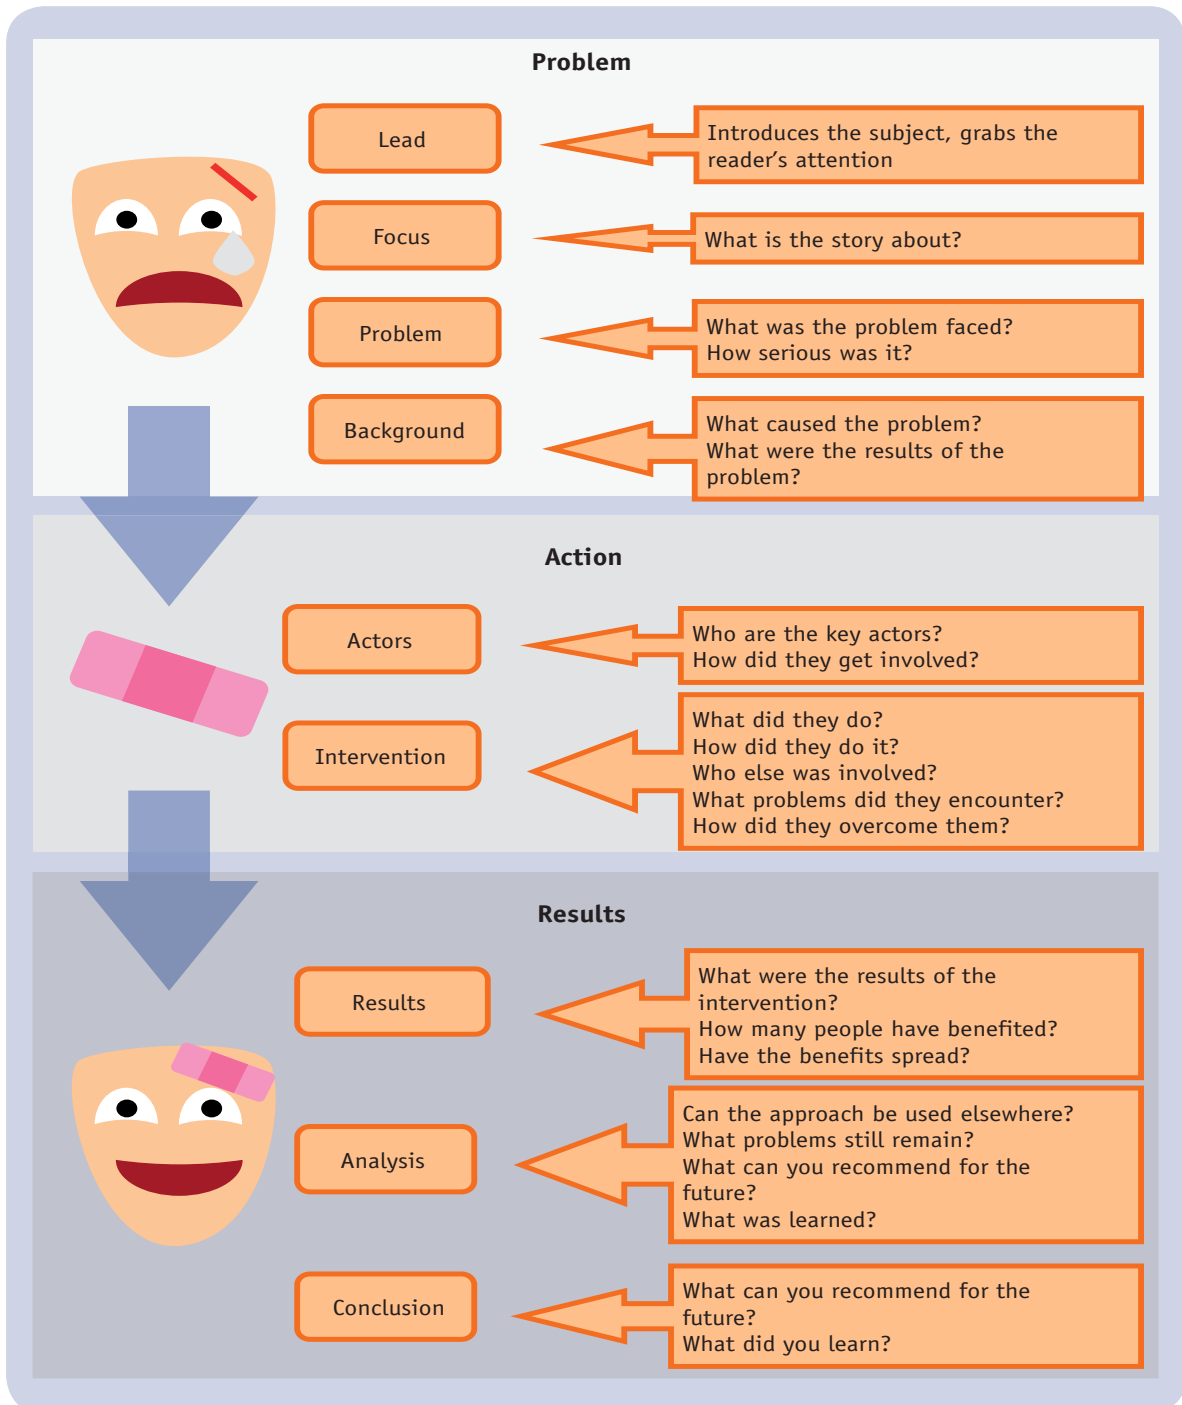 Problem
Lead
Introduces the subject, grabs the
reader’s attention
Focus
What is the story about?
Problem
What was the problem faced?
How serious was it?
Background
What caused the problem?
What were the results of the
problem?
Action
Actors
Who are the key actors?
How did they get involved?
Intervention
What did they do?
How did they do it?
Who else was involved?
What problems did they encounter?
How did they overcome them?
Results
Results
What were the results of the
intervention?
How many people have benefited?
Have the benefits spread?
Analysis
Can the approach be used elsewhere?
What problems still remain?
What can you recommend for the
future?
What was learned?
Conclusion
What can you recommend for the
future?
What did you learn?